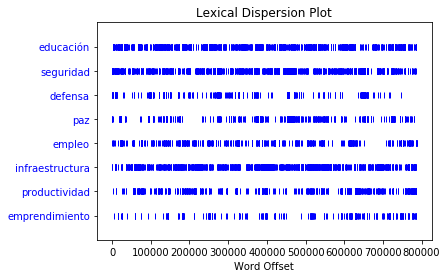 Lexical Dispersion Plot
educación
seguridad
defensa
paz
empleo
infraestructura
productividad
emprendimiento
0 100000 200000 300000 400000 500000 600000 700000 800000
Word Offset